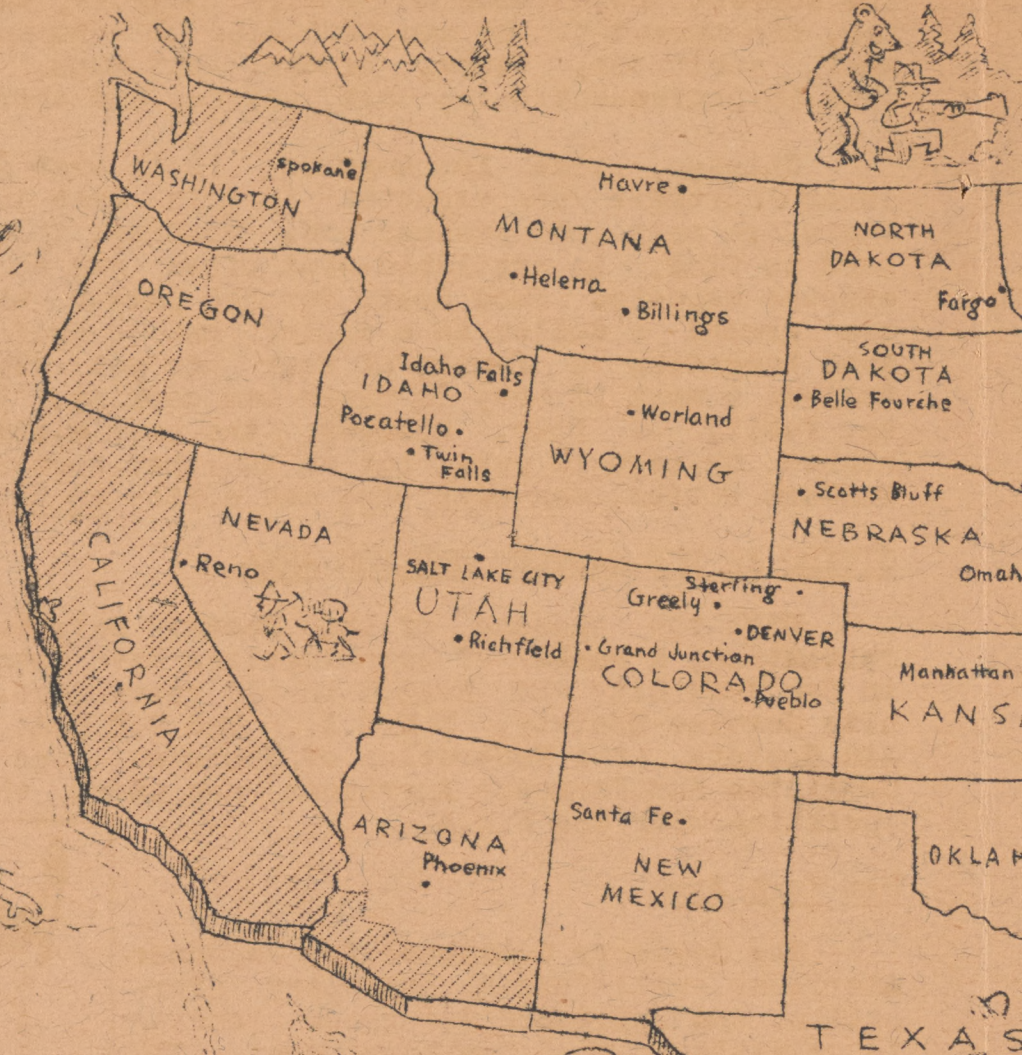 WASHINGTON
Spokane
Havre
MONTANA
Helena
Billings
NORTH
DAKOTA
Fargo
OREGON
Idaho Falls
IDAHO
Pocatello
Twin
Falls
SOUTH
DAKOTA
Belle Fourche
Worland
WYOMING
Scotts Bluff
NEBRASKA
Omah
NEVADA
Reno
CALIFORNIA
SALT LAKE CITY
UTAH
Richfield
Sterling
Greely
DENVER
Grand Junction
COLORADO
Pueblo
Manhattan
KANS
ARIZONA
Phoenix
Santa Fe
NEW
MEXICO
OKLAH
TEXAS